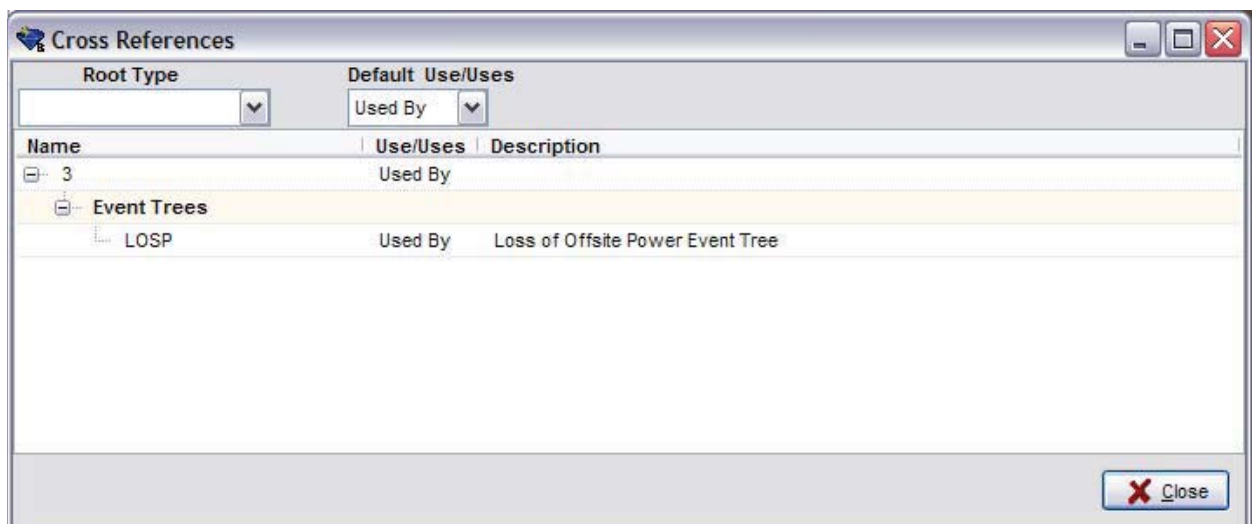 Cross References
Root Type Default Use/Uses
Used By
Name Use/Uses Description
3 Used By
Event Trees
LOSP Used By Loss of Offsite Power Event Tree
Close